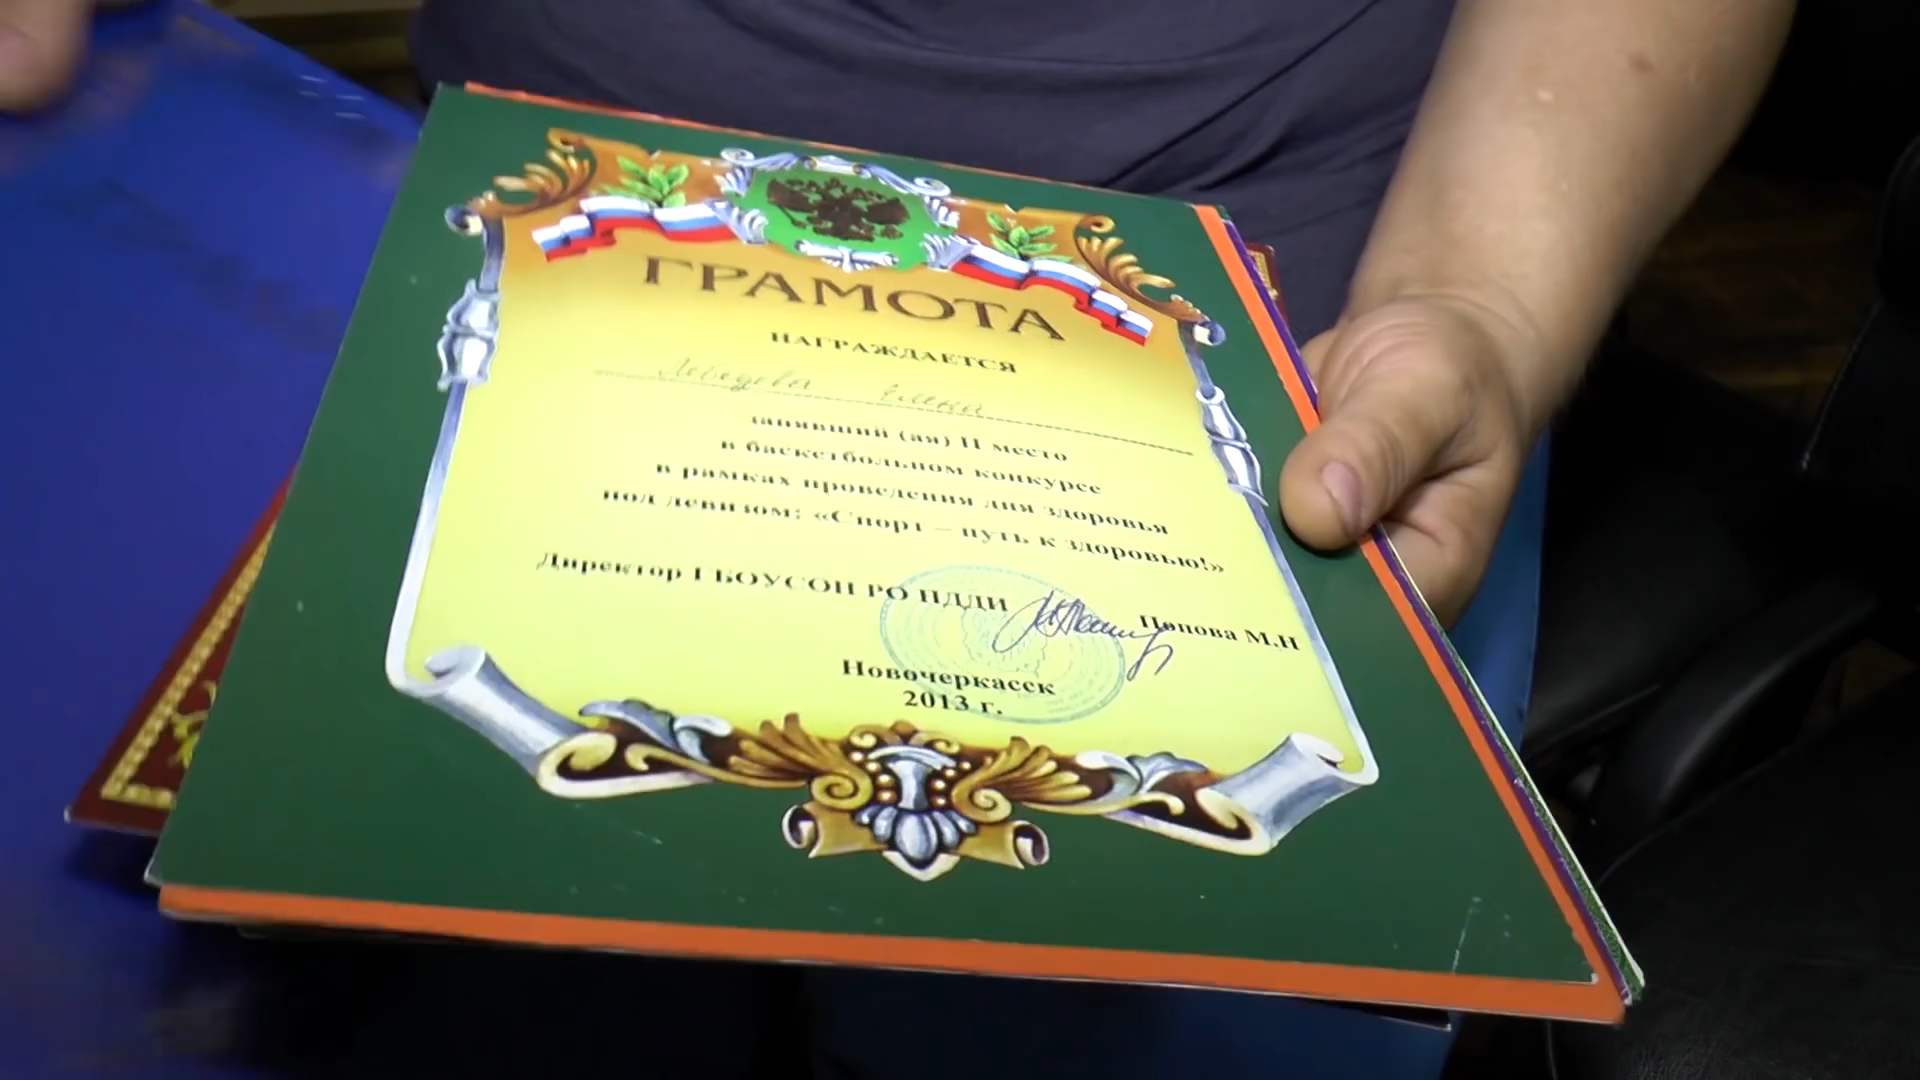 ГРАМОТА
НАГРАЖДАЕТСЯ
Лебедева Елена
занявший (ая) II место
в баскетбольном конкурсе
в рамках проведения дня здоровья
под девизом: «Спорт – путь к здоровью!»
Директор ГБОУСОН РО НДДИ Попова М.Н
Новочеркасск
2013 г.